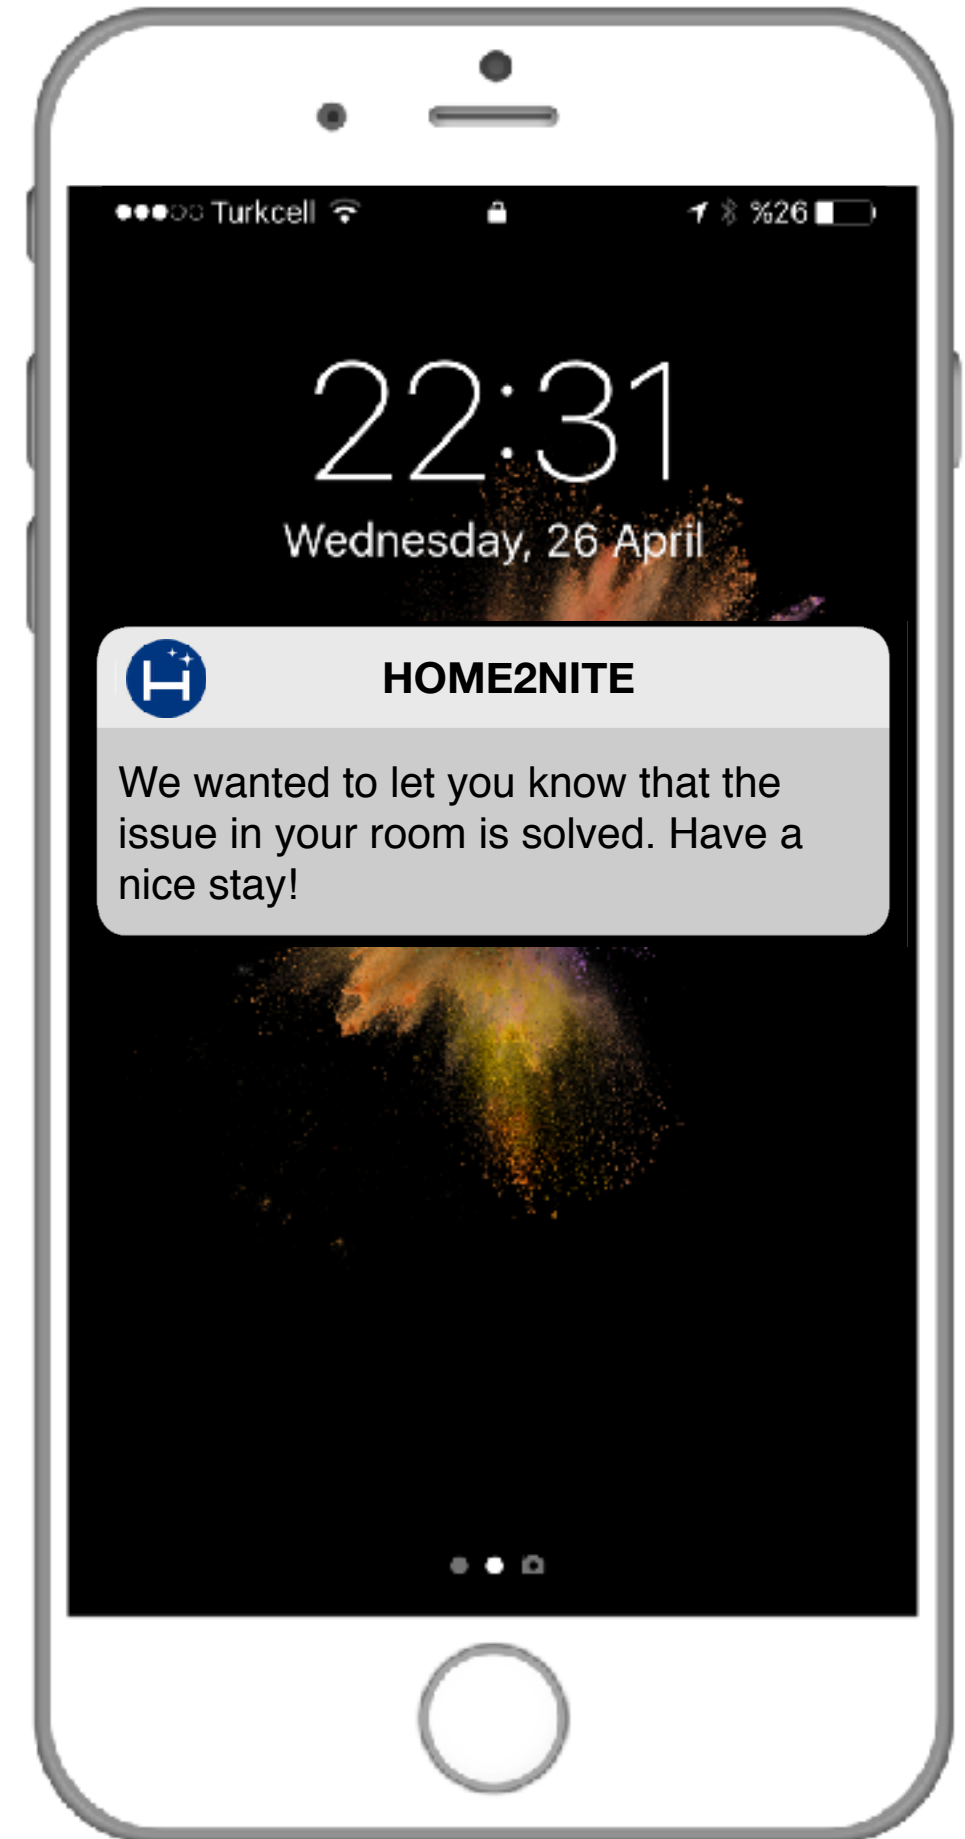 Turkcell %26
22:31
Wednesday, 26 April
H HOME2NITE
We wanted to let you know that the
issue in your room is solved. Have a
nice stay!